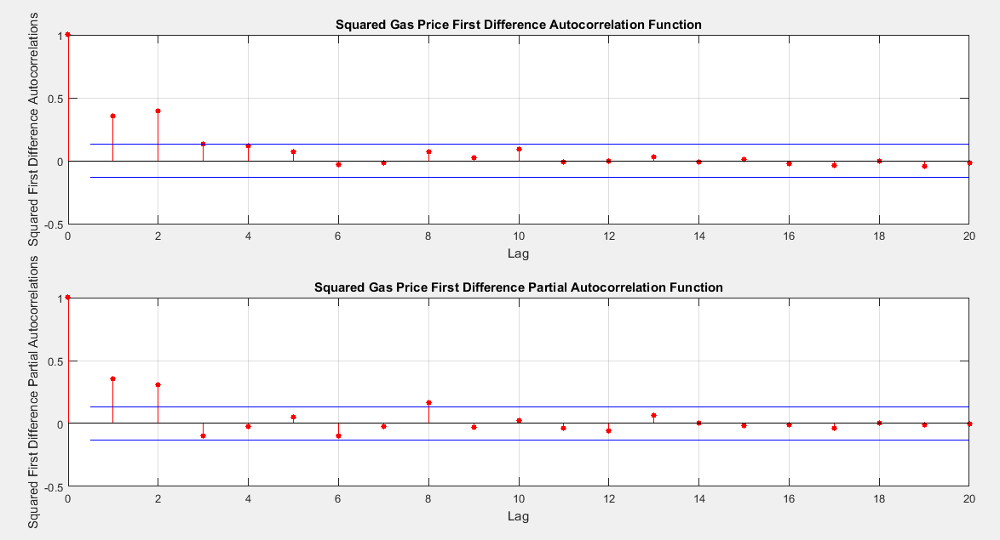 Squared Gas Price First Difference Autocorrelation Function
Squared First Difference Autocorrelations
1
0.5
0
-0.5
0 2 4 6 8 10 12 14 16 18 20
Lag
Squared Gas Price First Difference Partial Autocorrelation Function
Squared First Difference Partial Autocorrelations
1
0.5
0
-0.5
0 2 4 6 8 10 12 14 16 18 20
Lag